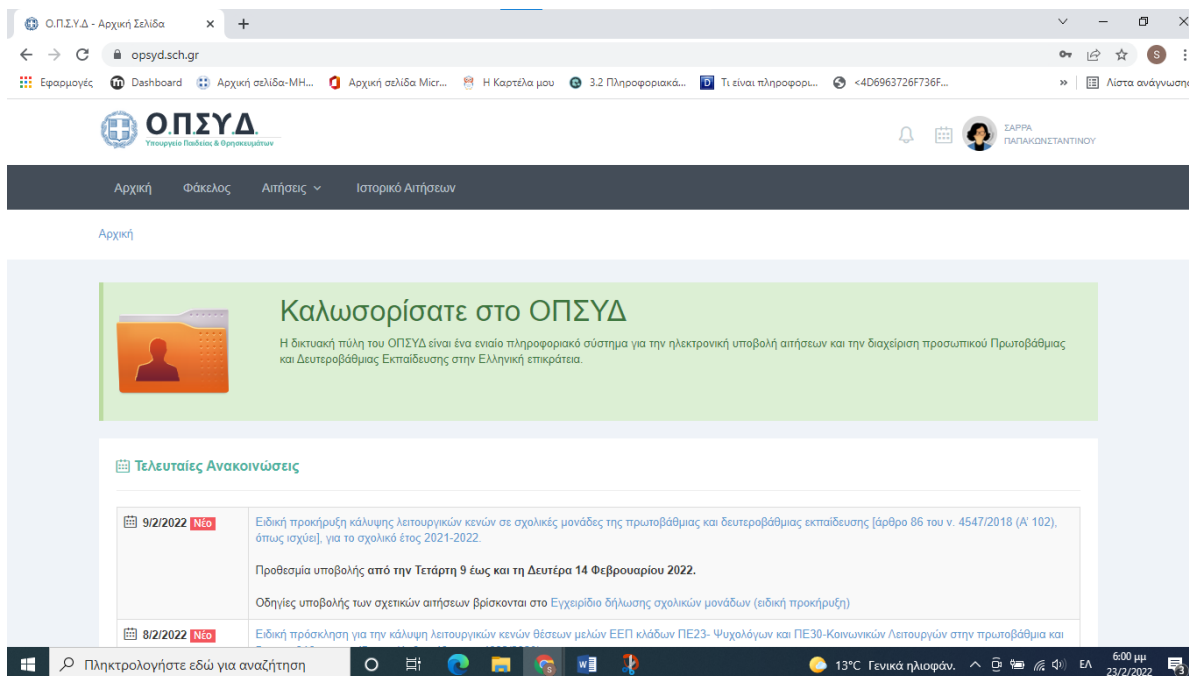 Ο.Π.Σ.Υ.Δ - Αρχική Σελίδα
opsyd.sch.gr
S
Εφαρμογές Dashboard Αρχική σελίδα-ΜΗ... Αρχική σελίδα Micr... Η Καρτέλα μου 3.2 Πληροφοριακά... Τι είναι πληροφορι... <4D6963726F736F... » Λίστα ανάγνωσης
Ο.Π.ΣΥ.Δ.
Υπουργείο Παιδείας & Θρησκευμάτων
ΣΑΡΡΑ
ΠΑΠΑΚΩΝΣΤΑΝΤΙΝΟΥ
Αρχική Φάκελος Αιτήσεις Ιστορικό Αιτήσεων
Αρχική
Καλωσορίσατε στο ΟΠΣΥΔ
Η δικτυακή πύλη του ΟΠΣΥΔ είναι ένα ενιαίο πληροφοριακό σύστημα για την ηλεκτρονική υποβολή αιτήσεων και την διαχείριση προσωπικού Πρωτοβάθμιας
και Δευτεροβάθμιας Εκπαίδευσης στην Ελληνική επικράτεια.
Τελευταίες Ανακοινώσεις
9/2/2022 Νέο
Ειδική προκήρυξη κάλυψης λειτουργικών κενών σε σχολικές μονάδες της πρωτοβάθμιας και δευτεροβάθμιας εκπαίδευσης [άρθρο 86 του ν. 4547/2018 (Α' 102),
όπως ισχύει], για το σχολικό έτος 2021-2022.
Προθεσμία υποβολής από την Τετάρτη 9 έως και τη Δευτέρα 14 Φεβρουαρίου 2022.
Οδηγίες υποβολής των σχετικών αιτήσεων βρίσκονται στο Εγχειρίδιο δήλωσης σχολικών μονάδων (ειδική προκήρυξη)
8/2/2022 Νέο
Ειδική πρόσκληση για την κάλυψη λειτουργικών κενών θέσεων μελών ΕΕΠ κλάδων ΠΕ23- Ψυχολόγων και ΠΕ30-Κοινωνικών Λειτουργών στην πρωτοβάθμια και
Πληκτρολογήστε εδώ για αναζήτηση
13°C Γενικά ηλιοφάν. ΕΛ
6:00 μμ
23/2/2022
3